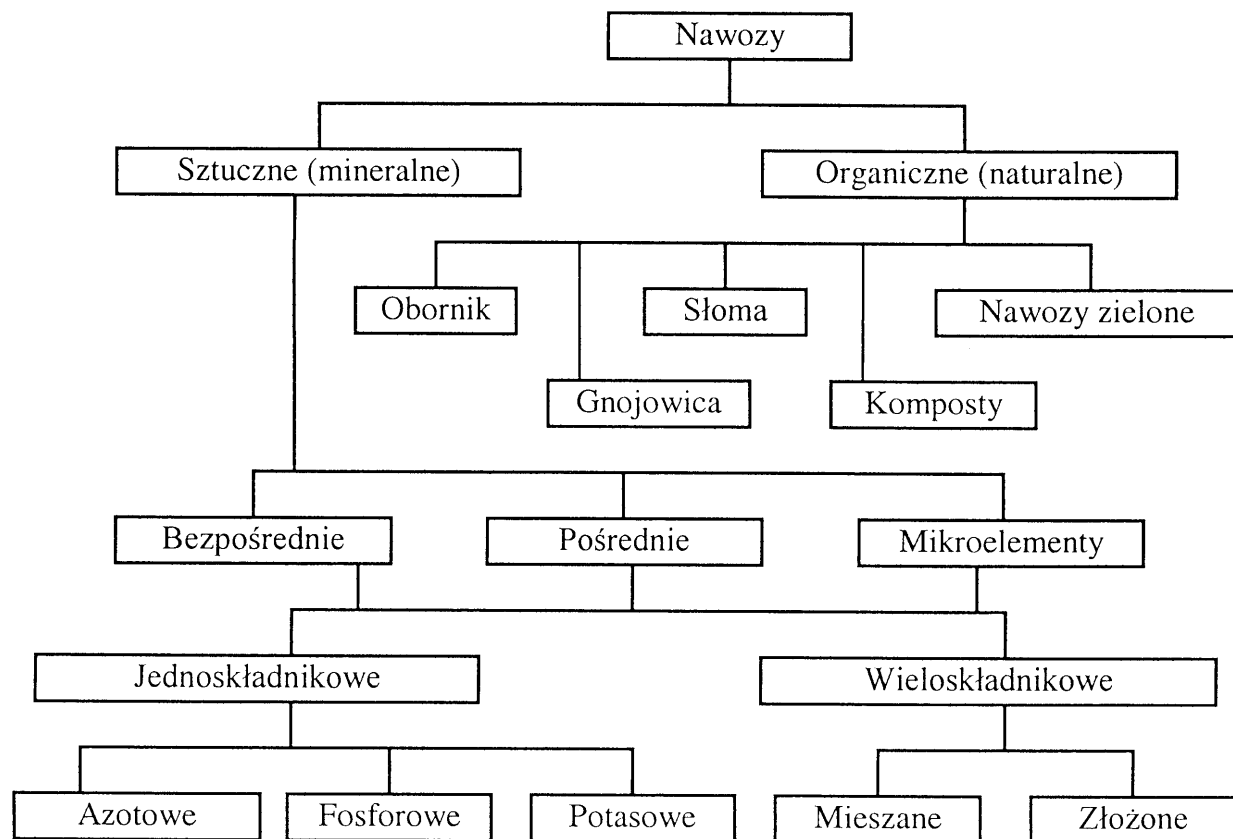 Nawozy
Sztuczne (mineralne)
Organiczne (naturalne)
Obornik
Słoma
Nawozy zielone
Gnojowica
Komposty
Bezpośrednie
Pośrednie
Mikroelementy
Jednoskładnikowe
Wieloskładnikowe
Azotowe
Fosforowe
Potasowe
Mieszane
Złożone